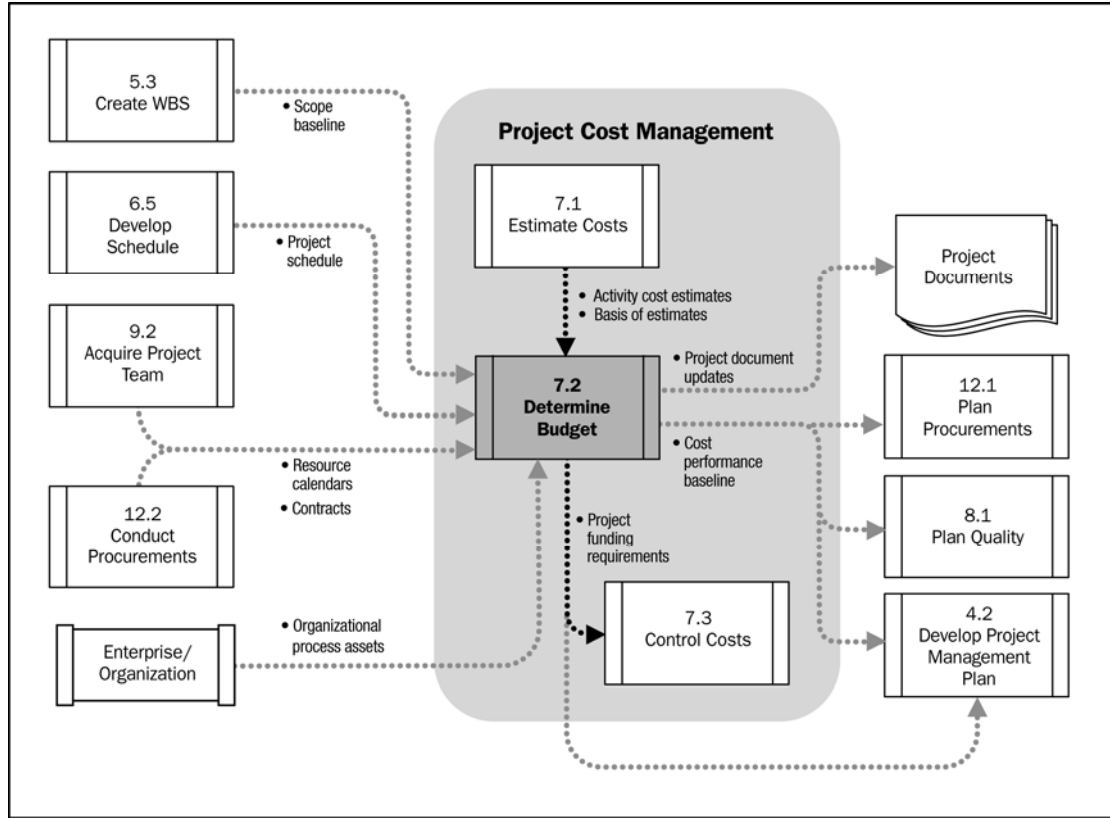 5.3
Create WBS
• Scope
baseline
Project Cost Management
6.5
Develop
Schedule
• Project
schedule
7.1
Estimate Costs
• Activity cost estimates
• Basis of estimates
Project
Documents
9.2
Acquire Project
Team
7.2
Determine
Budget
• Project document
updates
12.1
Plan
Procurements
• Cost
performance
baseline
• Resource
calendars
• Contracts
12.2
Conduct
Procurements
8.1
Plan Quality
• Project
funding
requirements
7.3
Control Costs
4.2
Develop Project
Management
Plan
• Organizational
process assets
Enterprise/
Organization